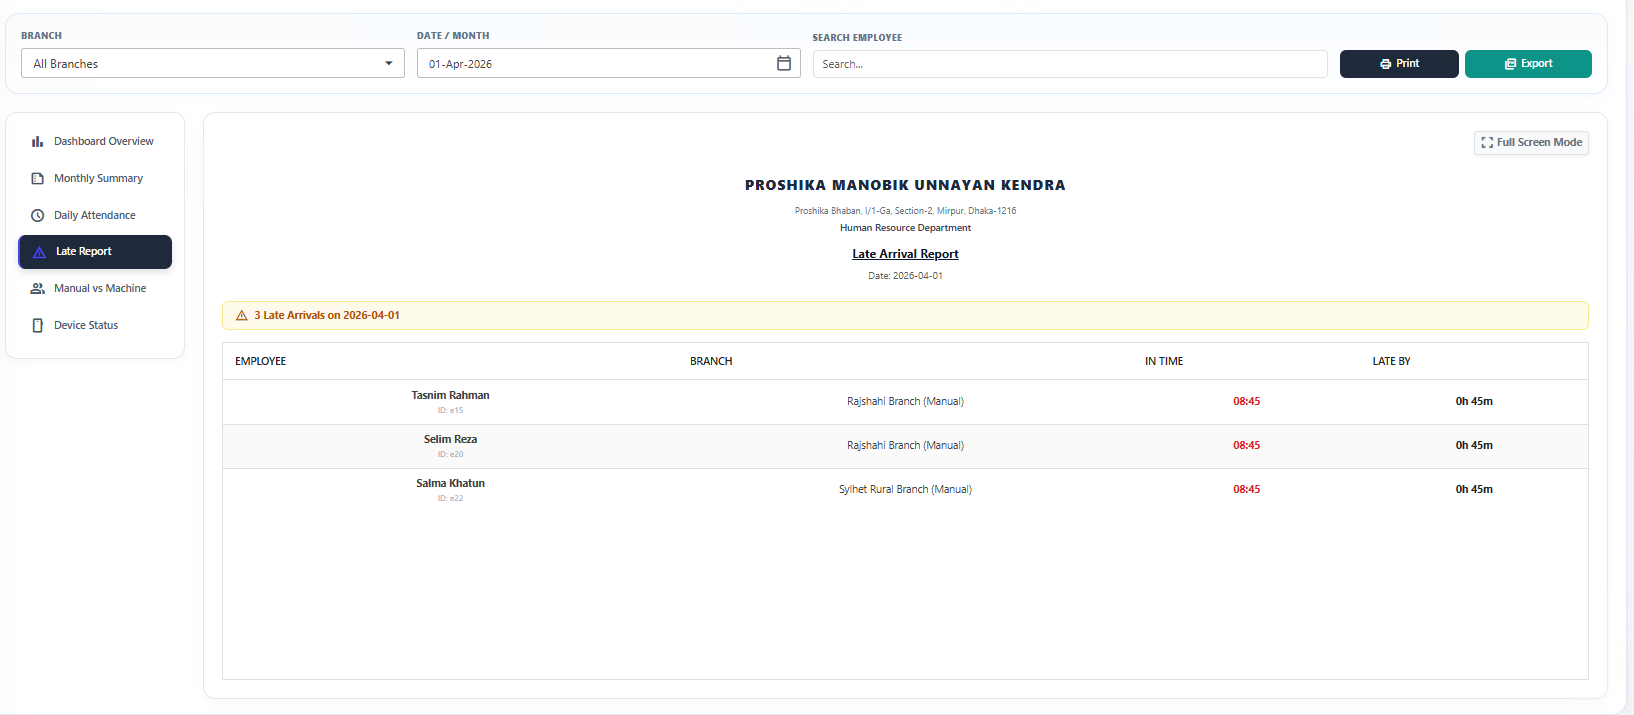 BRANCH
All Branches
DATE / MONTH
01-Apr-2026
SEARCH EMPLOYEE
Search...
Print
Export
Dashboard Overview
Monthly Summary
Daily Attendance
Late Report
Manual vs Machine
Device Status
Full Screen Mode
PROSHIKA MANOBIK UNNAYAN KENDRA
Proshika Bhaban, I/1-Ga, Section-2, Mirpur, Dhaka-1216
Human Resource Department
Late Arrival Report
Date: 2026-04-01
3 Late Arrivals on 2026-04-01
EMPLOYEE BRANCH IN TIME LATE BY
Tasnim Rahman Rajshahi Branch (Manual) 08:45 0h 45m
ID: e15
Selim Reza Rajshahi Branch (Manual) 08:45 0h 45m
ID: e20
Salma Khatun Sylhet Rural Branch (Manual) 08:45 0h 45m
ID: e22